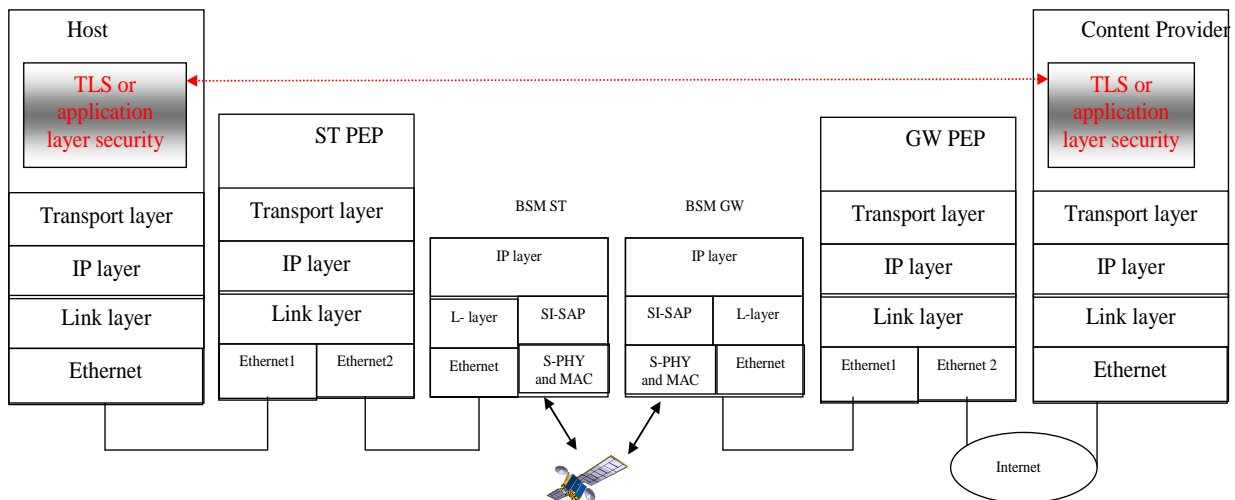 Host
TLS or
application
layer security
Transport layer
IP layer
Link layer
Ethernet
ST PEP
Transport layer
IP layer
Link layer
Ethernet1
Ethernet2
BSM ST
IP layer
L- layer
SI-SAP
Ethernet
S-PHY
and MAC
BSM GW
IP layer
SI-SAP
L-layer
S-PHY
and MAC
Ethernet
GW PEP
Transport layer
IP layer
Link layer
Ethernet1
Ethernet 2
Content Provider
TLS or
application
layer security
Transport layer
IP layer
Link layer
Ethernet
Internet